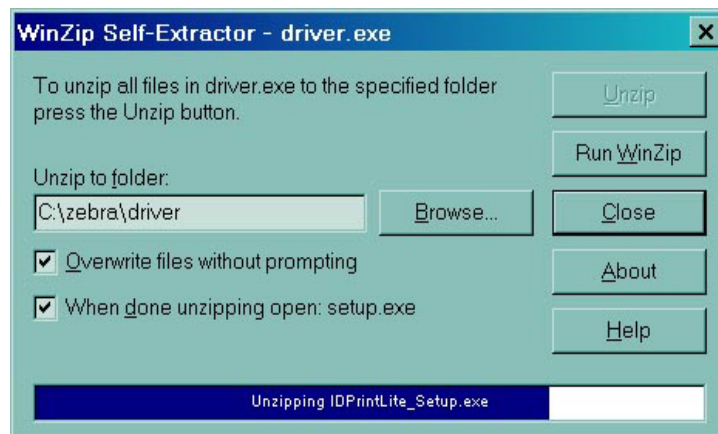 WinZip Self-Extractor - driver.exe
To unzip all files in driver.exe to the specified folder
press the Unzip button.
Unzip
Run WinZip
Unzip to folder:
C:\zebra\driver
Browse...
Close
Overwrite files without prompting
About
When done unzipping open: setup.exe
Help
Unzipping IDPrintLite_Setup.exe